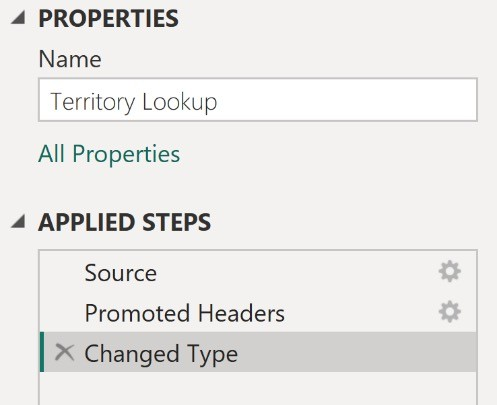 PROPERTIES
Name
Territory Lookup
All Properties
APPLIED STEPS
Source
Promoted Headers
Changed Type